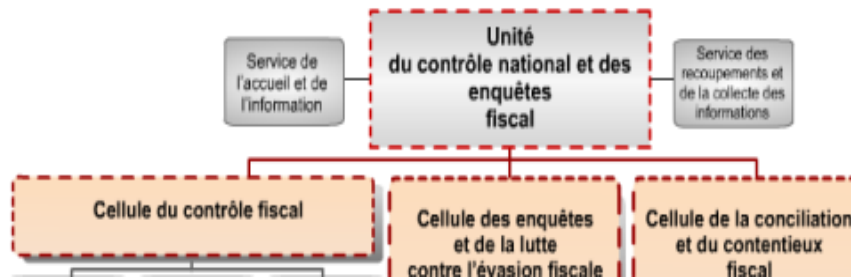 Unité
du contrôle national et des
enquêtes
fiscal
Service de
l'accueil et de
l'information
Service des
recoupements et
de la collecte des
informations
Cellule du contrôle fiscal
Cellule des enquêtes
et de la lutte
contre l'évasion fiscale
Cellule de la conciliation
et du contentieux
fiscal